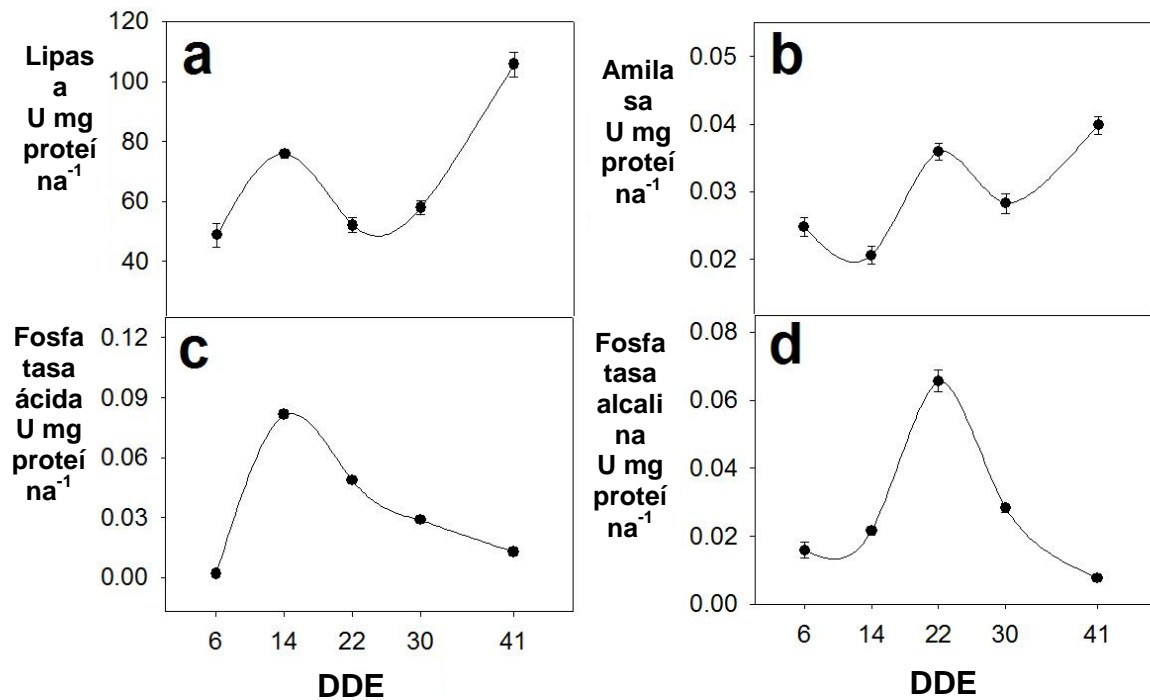 Lipas
a
U mg
proteí
na-1
120
100
80
60
40
a
Amila
sa
U mg
proteí
na-1
0.05
0.04
0.03
0.02
b
Fosfa
tasa
ácida
U mg
proteí
na-1
0.12
0.09
0.06
0.03
0.00
c
6 14 22 30 41
DDE
Fosfa
tasa
alcali
na
U mg
proteí
na-1
0.08
0.06
0.04
0.02
0.00
d
6 14 22 30 41
DDE